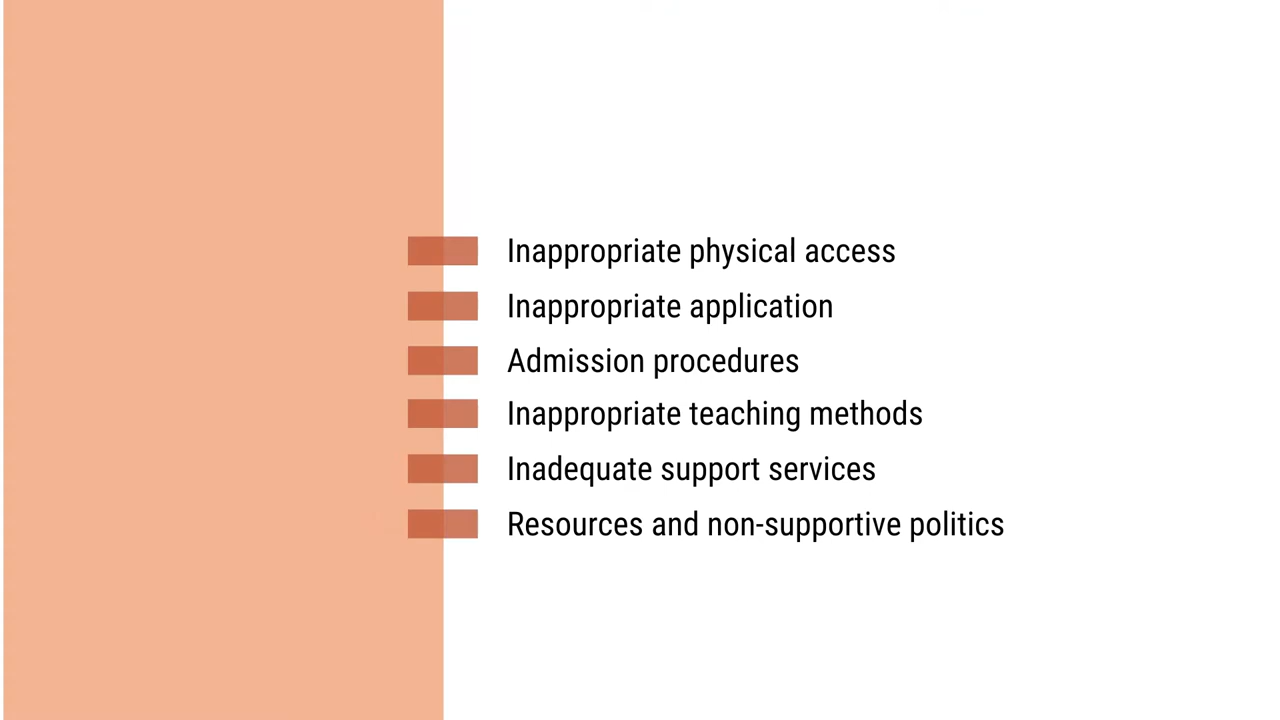 Inappropriate physical access
Inappropriate application
Admission procedures
Inappropriate teaching methods
Inadequate support services
Resources and non-supportive politics